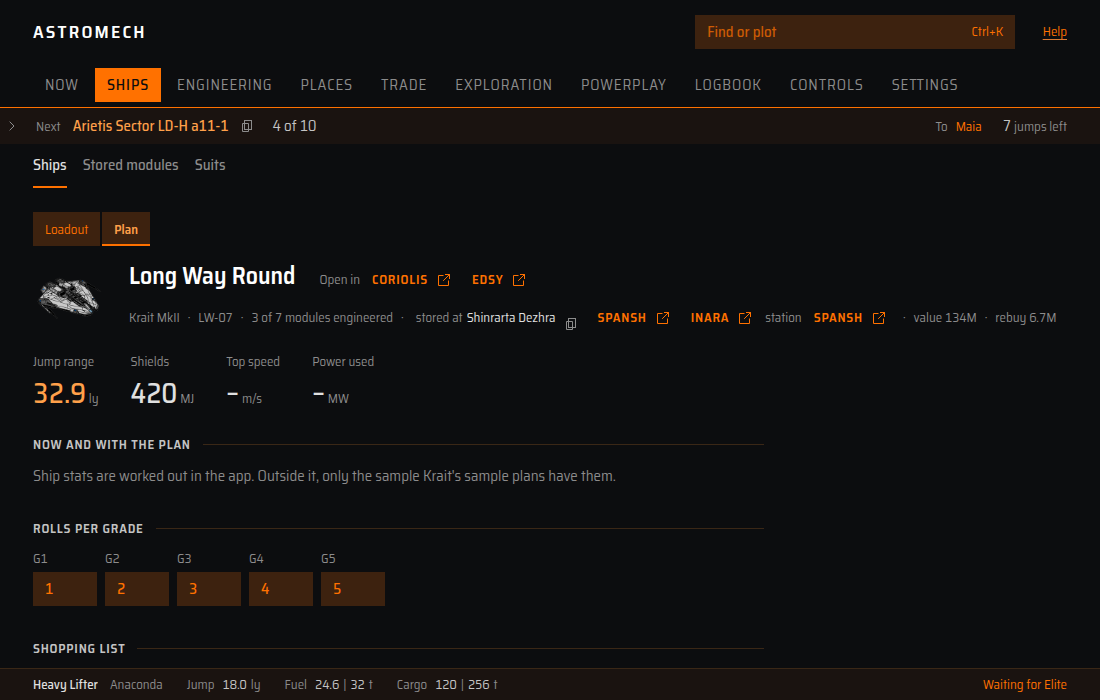 ASTROMECH
Find or plot Ctrl+K
Help
NOW SHIPS ENGINEERING PLACES TRADE EXPLORATION POWERPLAY LOGBOOK CONTROLS SETTINGS
Next Arietis Sector LD-H a11-1 4 of 10 To Maia 7 jumps left
Ships Stored modules Suits
Loadout Plan
Long Way Round Open in CORIOLIS EDSY
Krait MkII · LW-07 · 3 of 7 modules engineered · stored at Shinrarta Dezhra SPANSH INARA station SPANSH · value 134M · rebuy 6.7M
Jump range Shields Top speed Power used
32.9 ly 420 MJ – m/s – MW
NOW AND WITH THE PLAN
Ship stats are worked out in the app. Outside it, only the sample Krait's sample plans have them.
ROLLS PER GRADE
G1 G2 G3 G4 G5
1 2 3 4 5
SHOPPING LIST
Heavy Lifter Anaconda Jump 18.0 ly Fuel 24.6 | 32 t Cargo 120 | 256 t Waiting for Elite